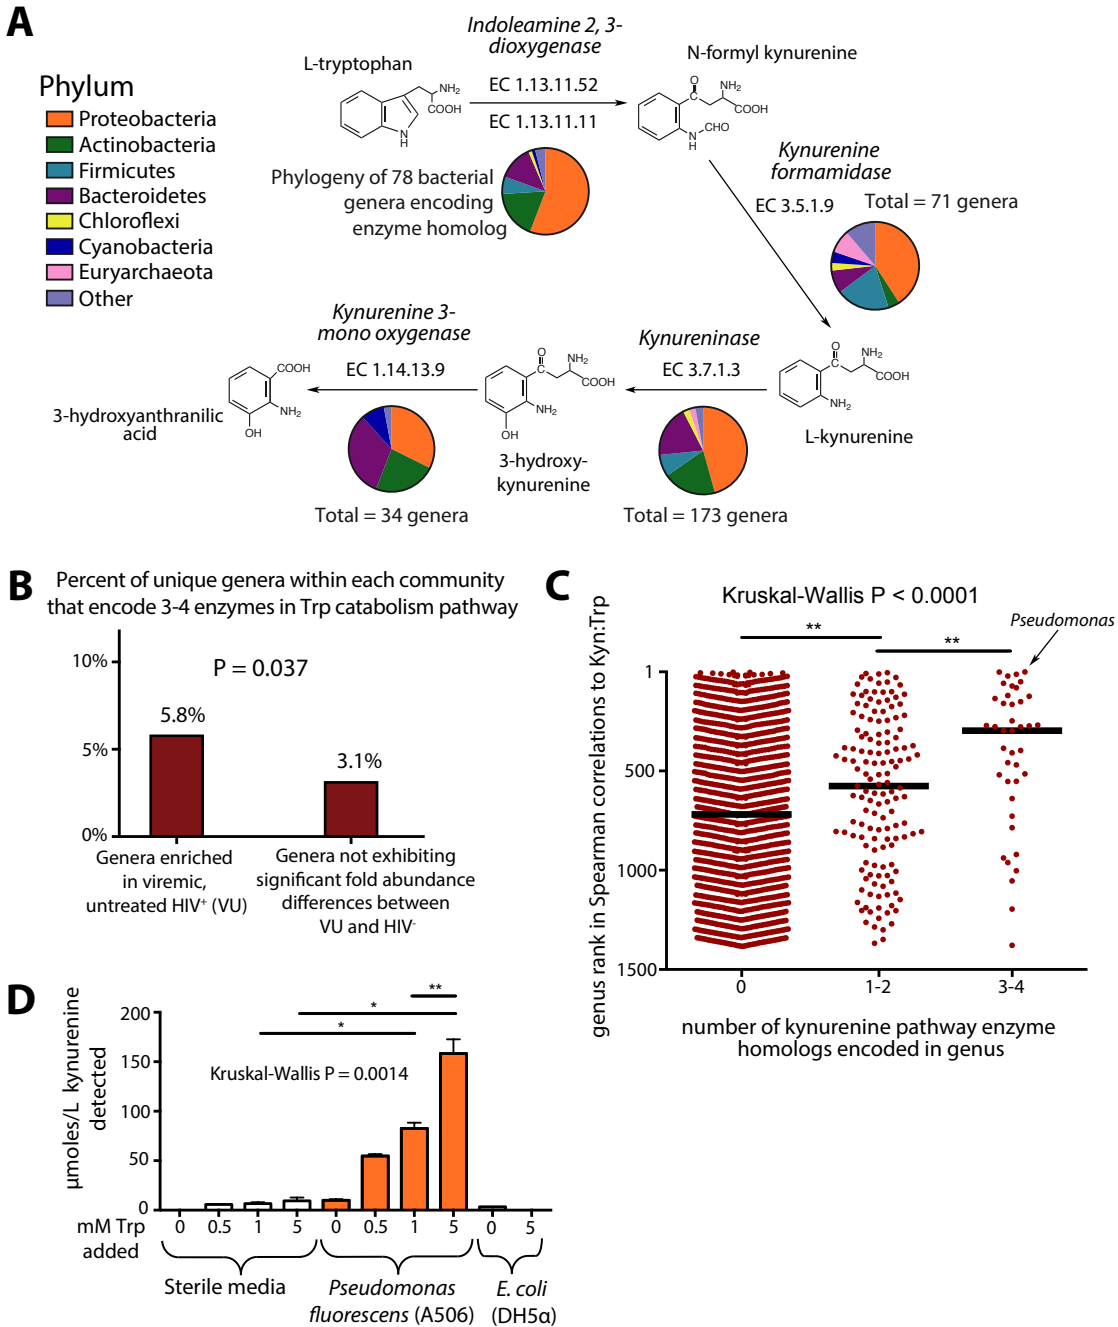 A
Indoleamine 2, 3-
dioxygenase
L-tryptophan
N-formyl kynurenine
EC 1.13.11.52
EC 1.13.11.11
NH2
COOH
N
H
O
NH2
COOH
N
H
CHO
Phylum
Proteobacteria
Actinobacteria
Firmicutes
Bacteroidetes
Chloroflexi
Cyanobacteria
Euryarchaeota
Other
Phylogeny of 78 bacterial
genera encoding
enzyme homolog
Kynurenine
formamidase
EC 3.5.1.9
Total = 71 genera
Kynurenine 3-
mono oxygenase
EC 1.14.13.9
Kynureninase
EC 3.7.1.3
COOH
NH2
OH
O
NH2
COOH
NH2
OH
O
NH2
COOH
NH2
3-hydroxyanthranilic
acid
3-hydroxy-
kynurenine
L-kynurenine
Total = 34 genera
Total = 173 genera
B
Percent of unique genera within each community
that encode 3-4 enzymes in Trp catabolism pathway
10%
5%
0%
P = 0.037
5.8%
3.1%
Genera enriched
in viremic,
untreated HIV+ (VU)
Genera not exhibiting
significant fold abundance
differences between
VU and HIV-
C
Kruskal-Wallis P < 0.0001
Pseudomonas
**
**
genus rank in Spearman correlations to Kyn:Trp
1
500
1000
1500
0
1-2
3-4
number of kynurenine pathway enzyme
homologs encoded in genus
D
μmoles/L kynurenine
detected
200
150
100
50
0
**
*
*
Kruskal-Wallis P = 0.0014
mM Trp
added
0 0.5 1 5 0 0.5 1 5 0 5
Sterile media
Pseudomonas
fluorescens (A506)
E. coli
(DH5α)